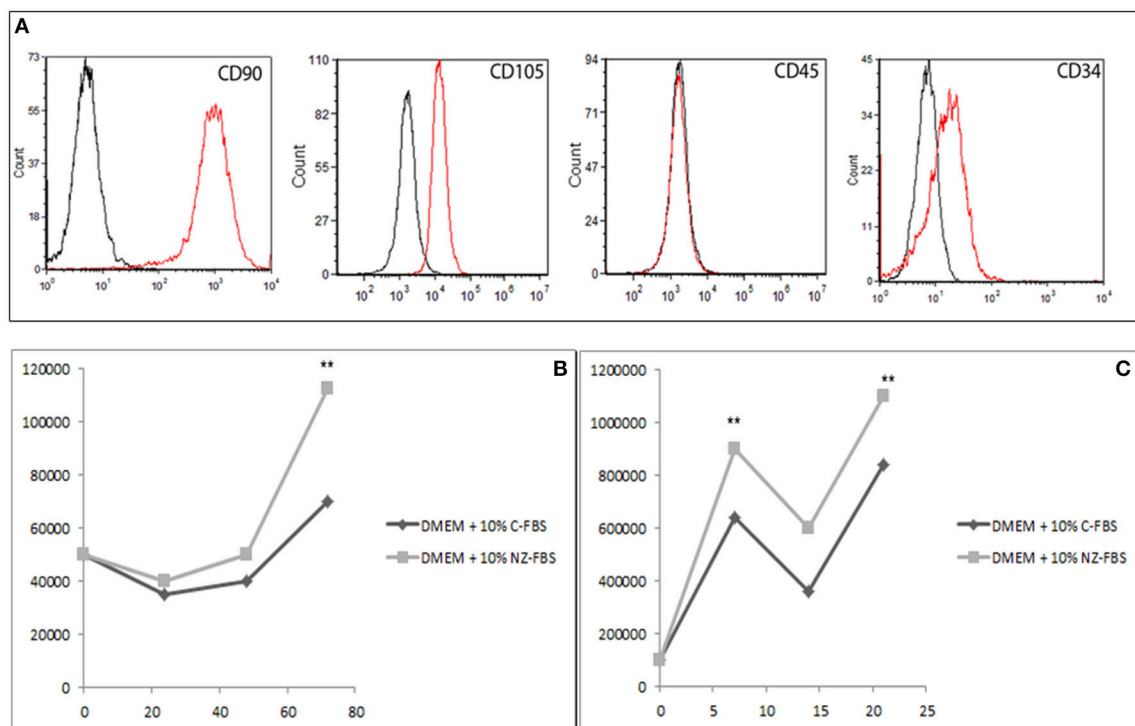 A
CD90
73
55
37
18
0
Count
10⁰ 10¹ 10² 10³ 10⁴
CD105
110
82
55
27
0
Count
10² 10³ 10⁴ 10⁵ 10⁶ 10⁷
CD45
94
71
47
24
0
Count
10² 10³ 10⁴ 10⁵ 10⁶ 10⁷
CD34
45
34
22
11
0
Count
10⁰ 10¹ 10² 10³ 10⁴
B
120000
100000
80000
60000
40000
20000
0
**
0 20 40 60 80
DMEM + 10% C-FBS
DMEM + 10% NZ-FBS
C
1200000
1000000
800000
600000
400000
200000
0
** **
0 5 10 15 20 25
DMEM + 10% C-FBS
DMEM + 10% NZ-FBS